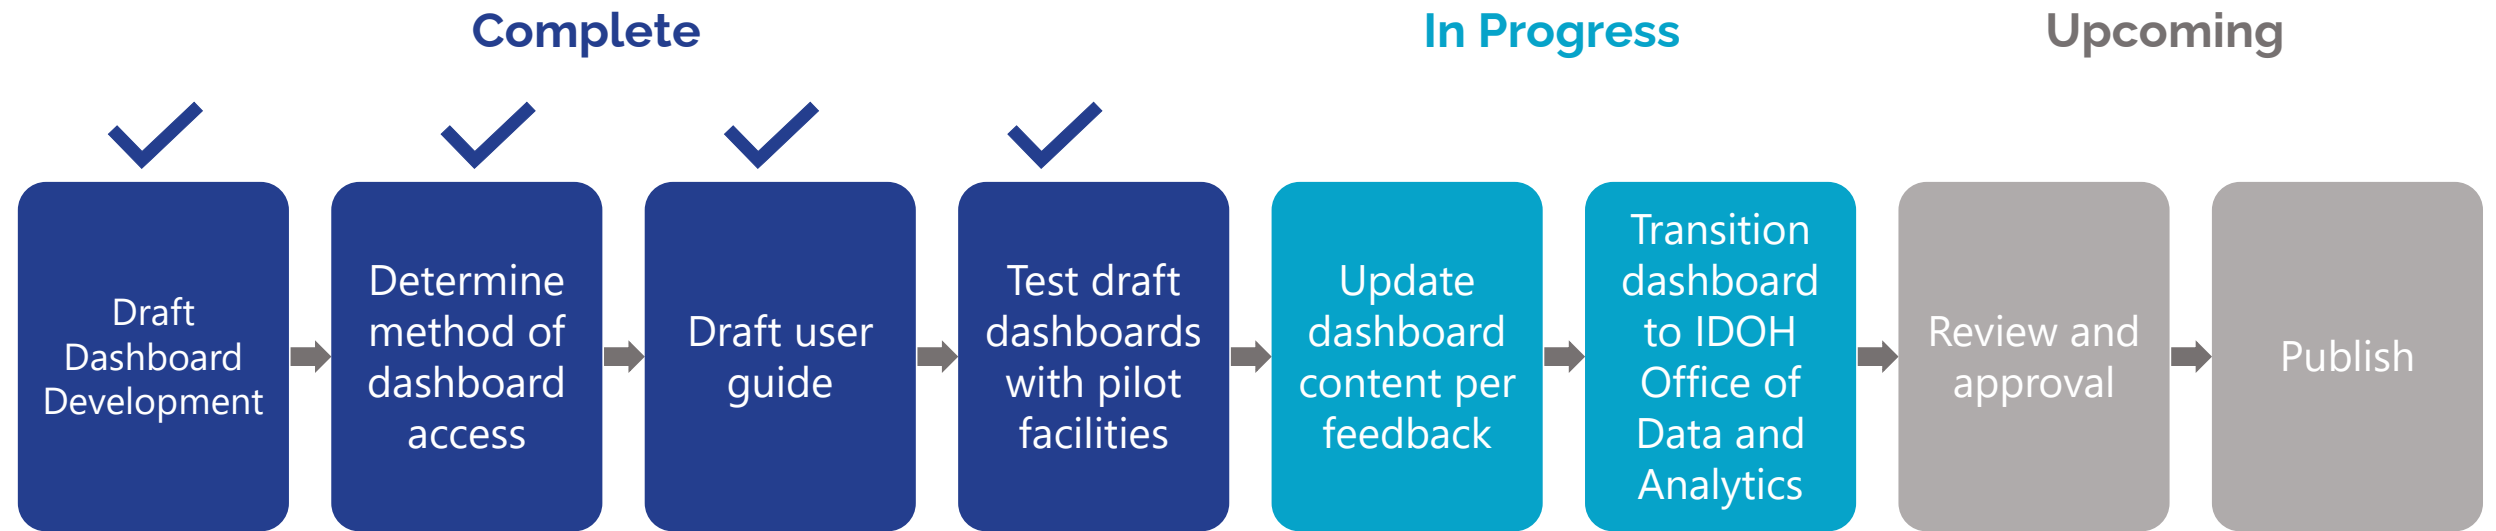 Complete
In Progress
Upcoming
Draft
Dashboard
Development
Determine
method of
dashboard
access
Draft user
guide
Test draft
dashboards
with pilot
facilities
Update
dashboard
content per
feedback
Transition
dashboard
to IDOH
Office of
Data and
Analytics
Review and
approval
Publish